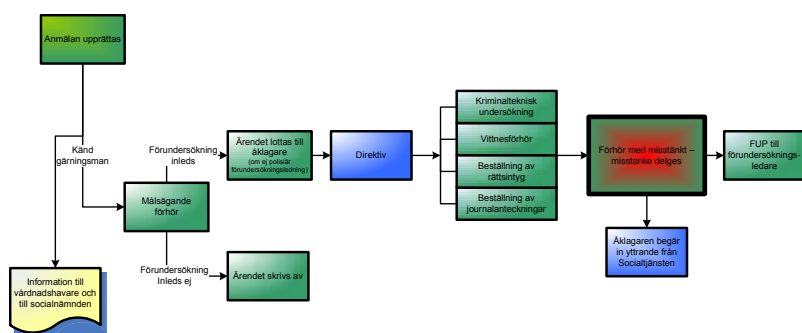 Anmälan upprättas
Känd
gärningsman
Information till
vårdnadshavare och
till socialnämnden
Målsägande
förhör
Förundersökning
inleds
Förundersökning
Inleds ej
Ärendet lottas till
åklagare
(om ej polisiär
förundersökningsledning)
Ärendet skrivs av
Direktiv
Kriminalteknisk
undersökning
Vittnesförhör
Beställning av
rättsintyg
Beställning av
journalanteckningar
Förhör med misstänkt –
misstanke delges
Åklagaren begär
in yttrande från
Socialtjänsten
FUP till
förundersöknings-
ledare